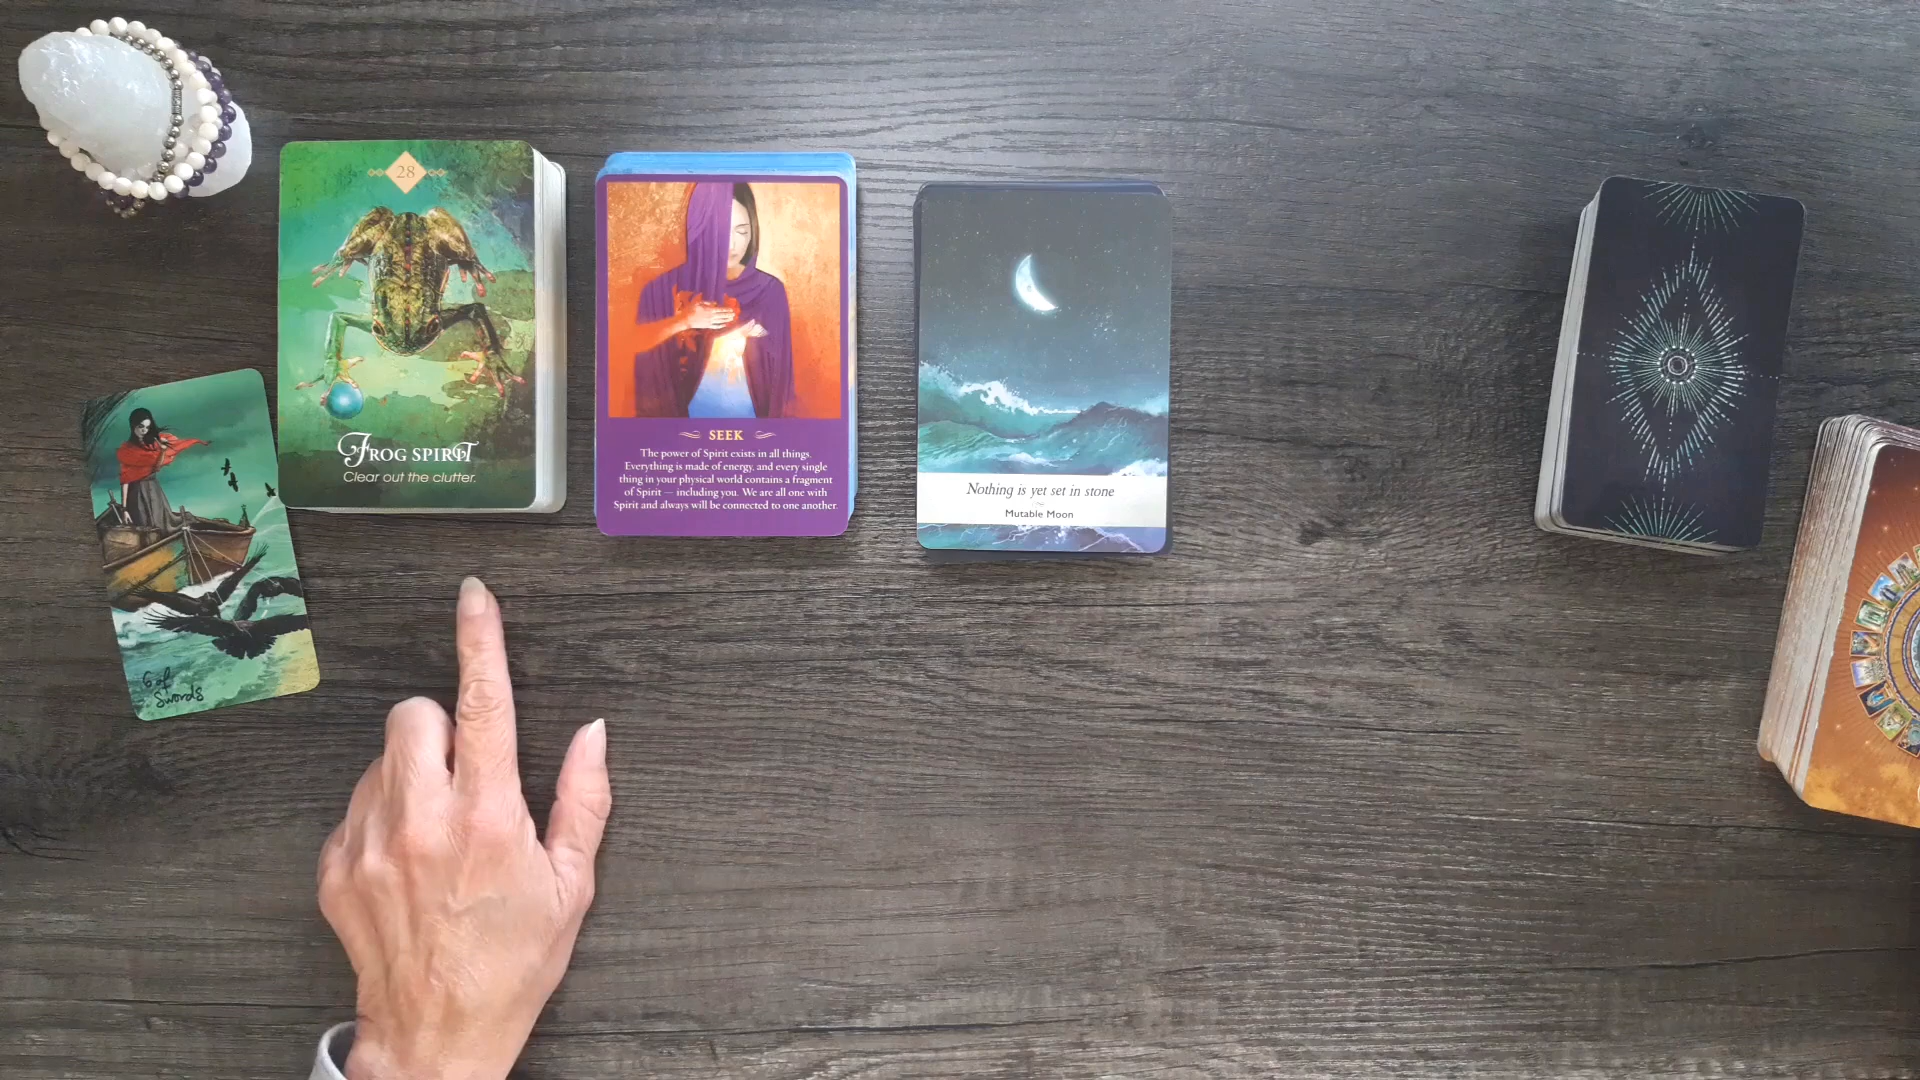 28
FROG SPIRIT
Clear out the clutter.
SEEK
The power of Spirit exists in all things.
Everything is made of energy, and every single
thing in your physical world contains a fragment
of Spirit — including you. We are all one with
Spirit and always will be connected to one another.
Nothing is yet set in stone
~
Mutable Moon
6 of
Swords